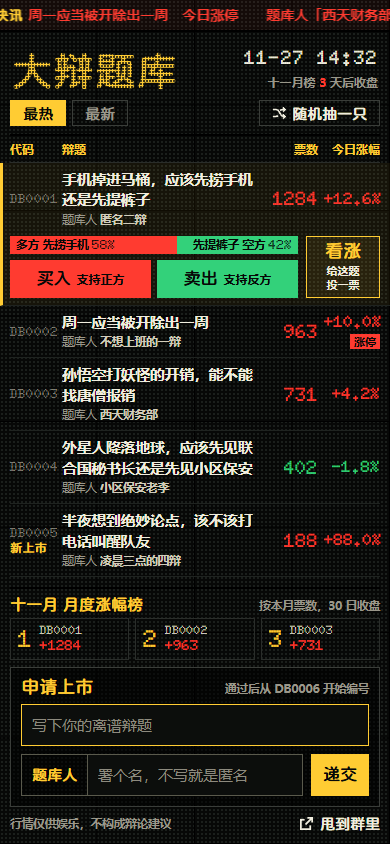 快讯 周一应当被开除出一周 今日涨停 题库人「西天财务部
大辩题库
11-27 14:32
十一月榜 3 天后收盘
最热 最新 随机抽一只
代码 辩题 票数 今日涨幅
DB0001 手机掉进马桶，应该先捞手机还是先提裤子 1284 +12.6%
题库人 匿名二辩
多方 先捞手机 58% 先提裤子 空方 42%
看涨
给这题
投一票
买入 支持正方 卖出 支持反方
DB0002 周一应当被开除出一周 963 +10.0%
题库人 不想上班的一辩 涨停
DB0003 孙悟空打妖怪的开销，能不能找唐僧报销 731 +4.2%
题库人 西天财务部
DB0004 外星人降落地球，应该先见联合国秘书长还是先见小区保安 402 -1.8%
题库人 小区保安老李
DB0005 半夜想到绝妙论点，该不该打电话叫醒队友 188 +88.0%
新上市
题库人 凌晨三点的四辩
十一月 月度涨幅榜 按本月票数，30 日收盘
1 DB0001 +1284
2 DB0002 +963
3 DB0003 +731
申请上市 通过后从 DB0006 开始编号
写下你的离谱辩题
题库人 署个名，不写就是匿名 递交
行情仅供娱乐，不构成辩论建议 甩到群里